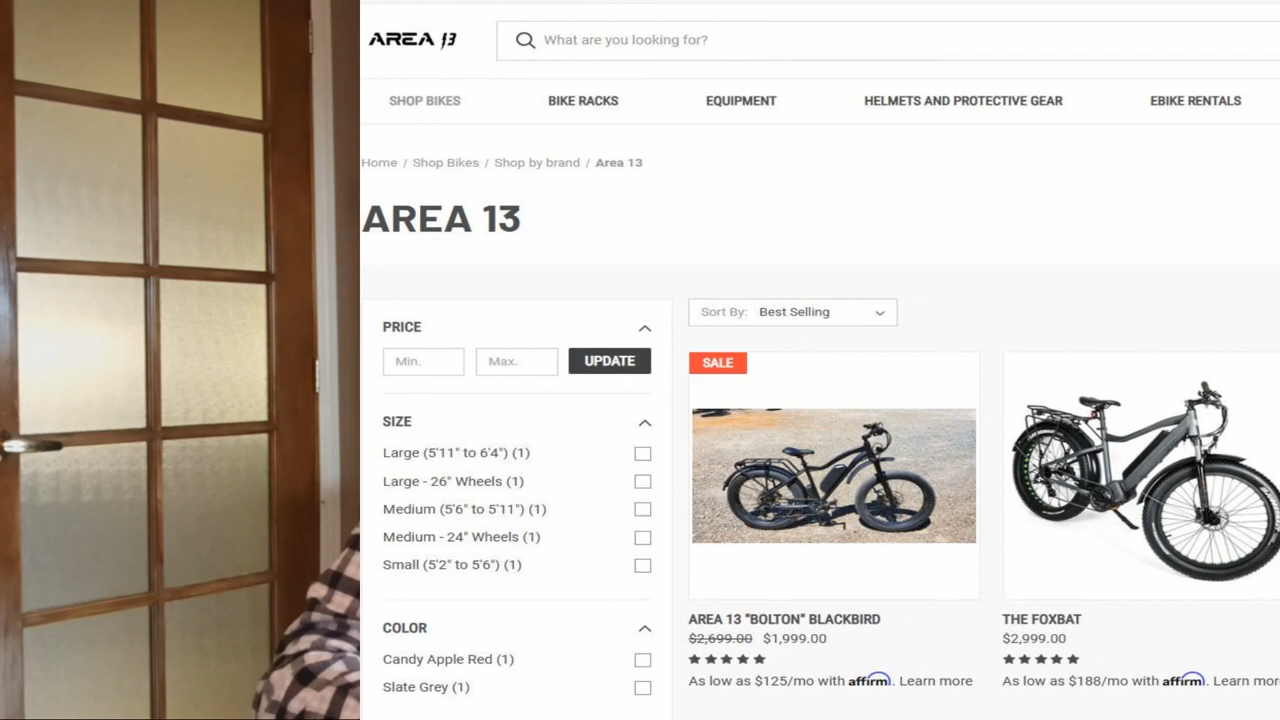 AREA 13
What are you looking for?
SHOP BIKES
BIKE RACKS
EQUIPMENT
HELMETS AND PROTECTIVE GEAR
EBIKE RENTALS
Home / Shop Bikes / Shop by brand / Area 13
AREA 13
PRICE
Min.
Max.
UPDATE
SIZE
Large (5'11" to 6'4") (1)
Large - 26" Wheels (1)
Medium (5'6" to 5'11") (1)
Medium - 24" Wheels (1)
Small (5'2" to 5'6") (1)
COLOR
Candy Apple Red (1)
Slate Grey (1)
Sort By: Best Selling
SALE
AREA 13 "BOLTON" BLACKBIRD
$2,699.00 $1,999.00
As low as $125/mo with affirm. Learn more
THE FOXBAT
$2,999.00
As low as $188/mo with affirm. Learn mor